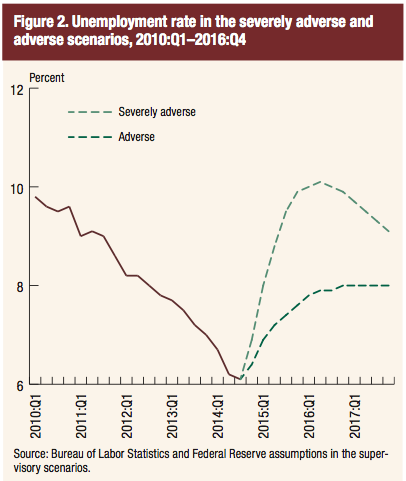 Figure 2. Unemployment rate in the severely adverse and
adverse scenarios, 2010:Q1–2016:Q4
Percent
12
Severely adverse
Adverse
10
8
6
2010:Q1
2011:Q1
2012:Q1
2013:Q1
2014:Q1
2015:Q1
2016:Q1
2017:Q1
Source: Bureau of Labor Statistics and Federal Reserve assumptions in the super-
visory scenarios.